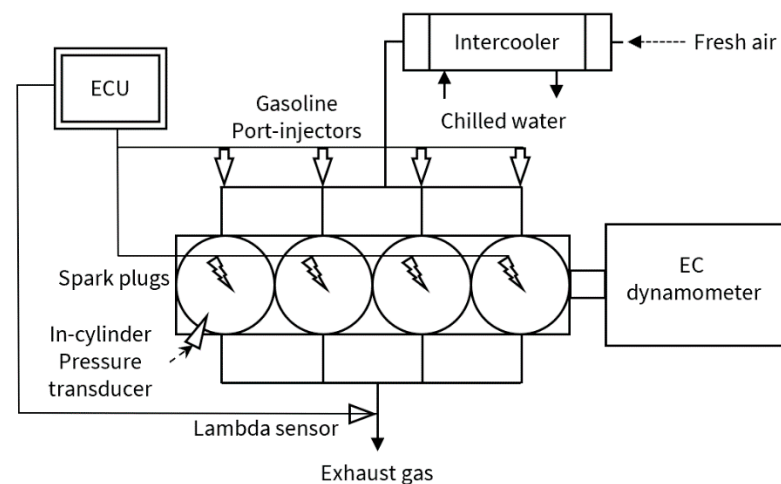 Intercooler
Fresh air
ECU
Gasoline
Port-injectors
Chilled water
Spark plugs
EC
dynamometer
In-cylinder
Pressure
transducer
Lambda sensor
Exhaust gas